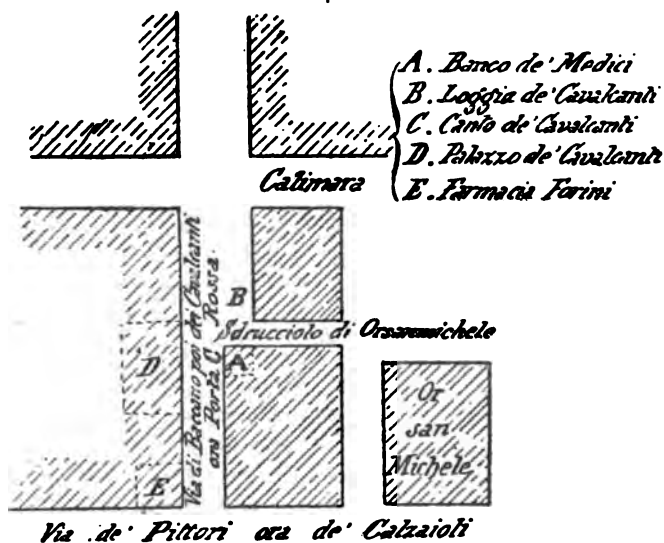 A. Banco de' Medici
B. Loggia de' Cavalcanti
C. Canto de' Cavalcanti
D. Palazzo de' Cavalcanti
E. Farmacia Forini
Calimara
Via di Baccano poi dei Cavalcanti
ora Porta Rossa.
B
Sdrucciolo di Orsanmichele
C
A
D
Or
san
Michele
E
Via de' Pittori ora de' Calzaioli